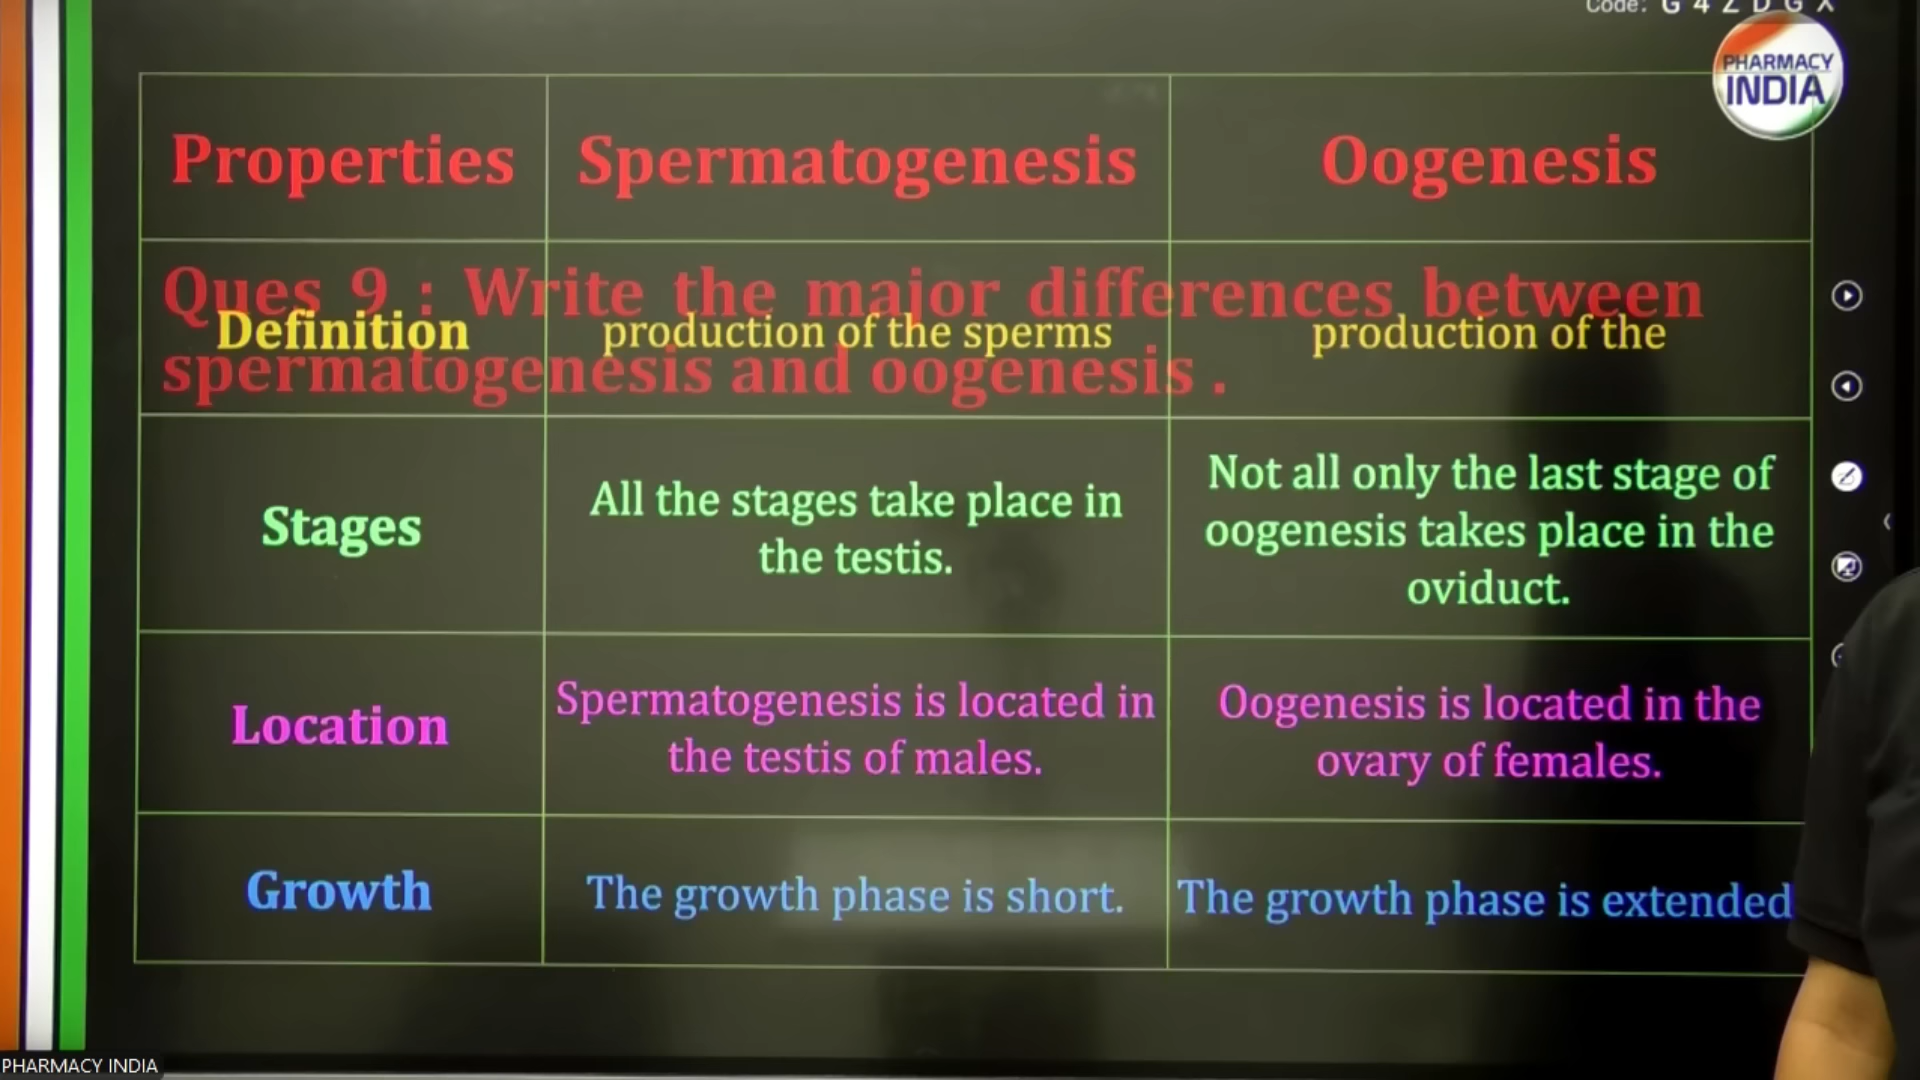 Code: G 4 Z D G X
PHARMACY
INDIA
Properties
Spermatogenesis
Oogenesis
Ques 9 : Write the major differences between
spermatogenesis and oogenesis .
Definition
production of the sperms
production of the
Stages
All the stages take place in
the testis.
Not all only the last stage of
oogenesis takes place in the
oviduct.
Location
Spermatogenesis is located in
the testis of males.
Oogenesis is located in the
ovary of females.
Growth
The growth phase is short.
The growth phase is extended
PHARMACY INDIA